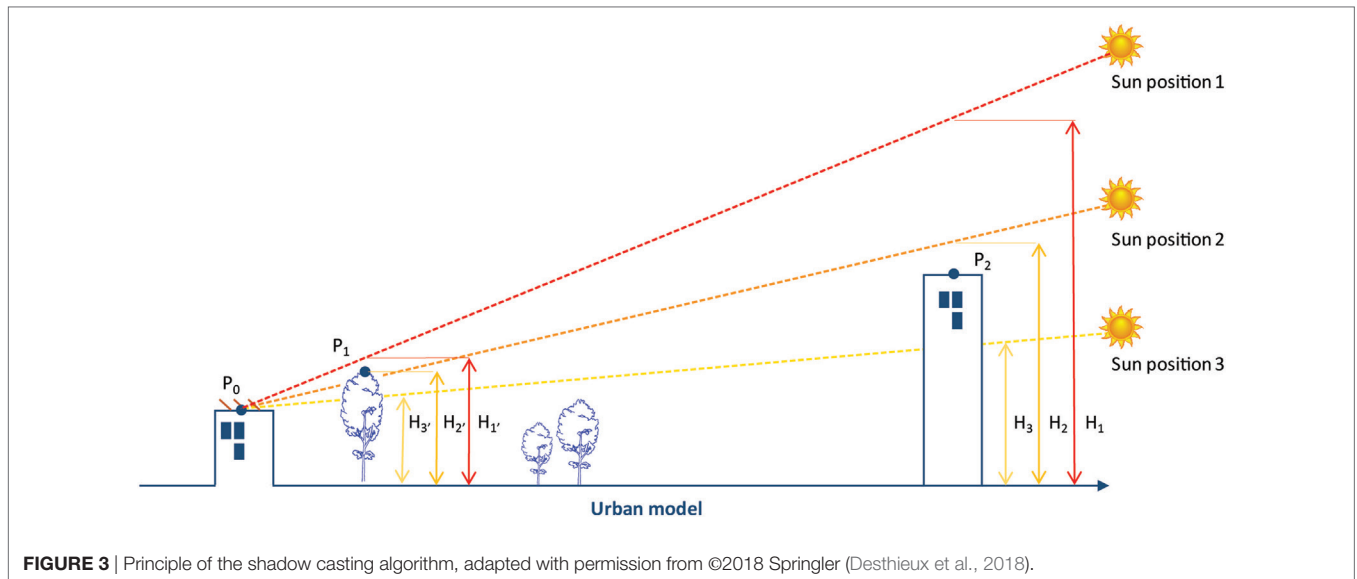 Sun position 1
Sun position 2
P₂
Sun position 3
P₁
P₀
H₃' H₂' H₁' H₃ H₂ H₁
Urban model
FIGURE 3 | Principle of the shadow casting algorithm, adapted with permission from ©2018 Springler (Desthieux et al., 2018).